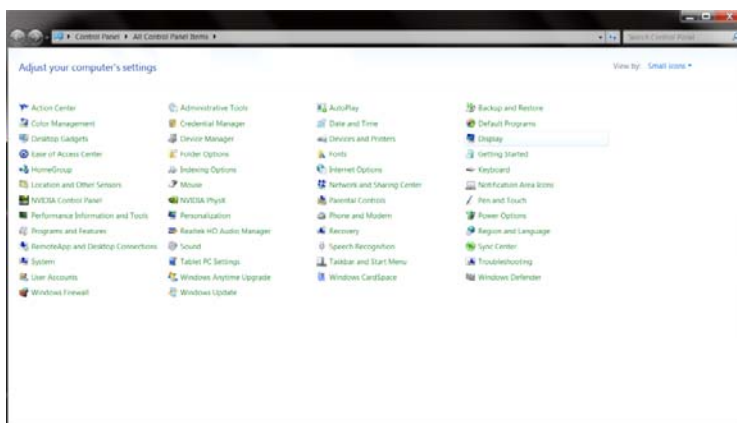 Control Panel ▸ All Control Panel Items ▸ Search Control Panel
Adjust your computer's settings View by: Small icons
Action Center Administrative Tools AutoPlay Backup and Restore
Color Management Credential Manager Date and Time Default Programs
Desktop Gadgets Device Manager Devices and Printers Display
Ease of Access Center Folder Options Fonts Getting Started
HomeGroup Indexing Options Internet Options Keyboard
Location and Other Sensors Mouse Network and Sharing Center Notification Area Icons
NVIDIA Control Panel NVIDIA PhysX Parental Controls Pen and Touch
Performance Information and Tools Personalization Phone and Modem Power Options
Programs and Features Realtek HD Audio Manager Recovery Region and Language
RemoteApp and Desktop Connections Sound Speech Recognition Sync Center
System Tablet PC Settings Taskbar and Start Menu Troubleshooting
User Accounts Windows Anytime Upgrade Windows CardSpace Windows Defender
Windows Firewall Windows Update